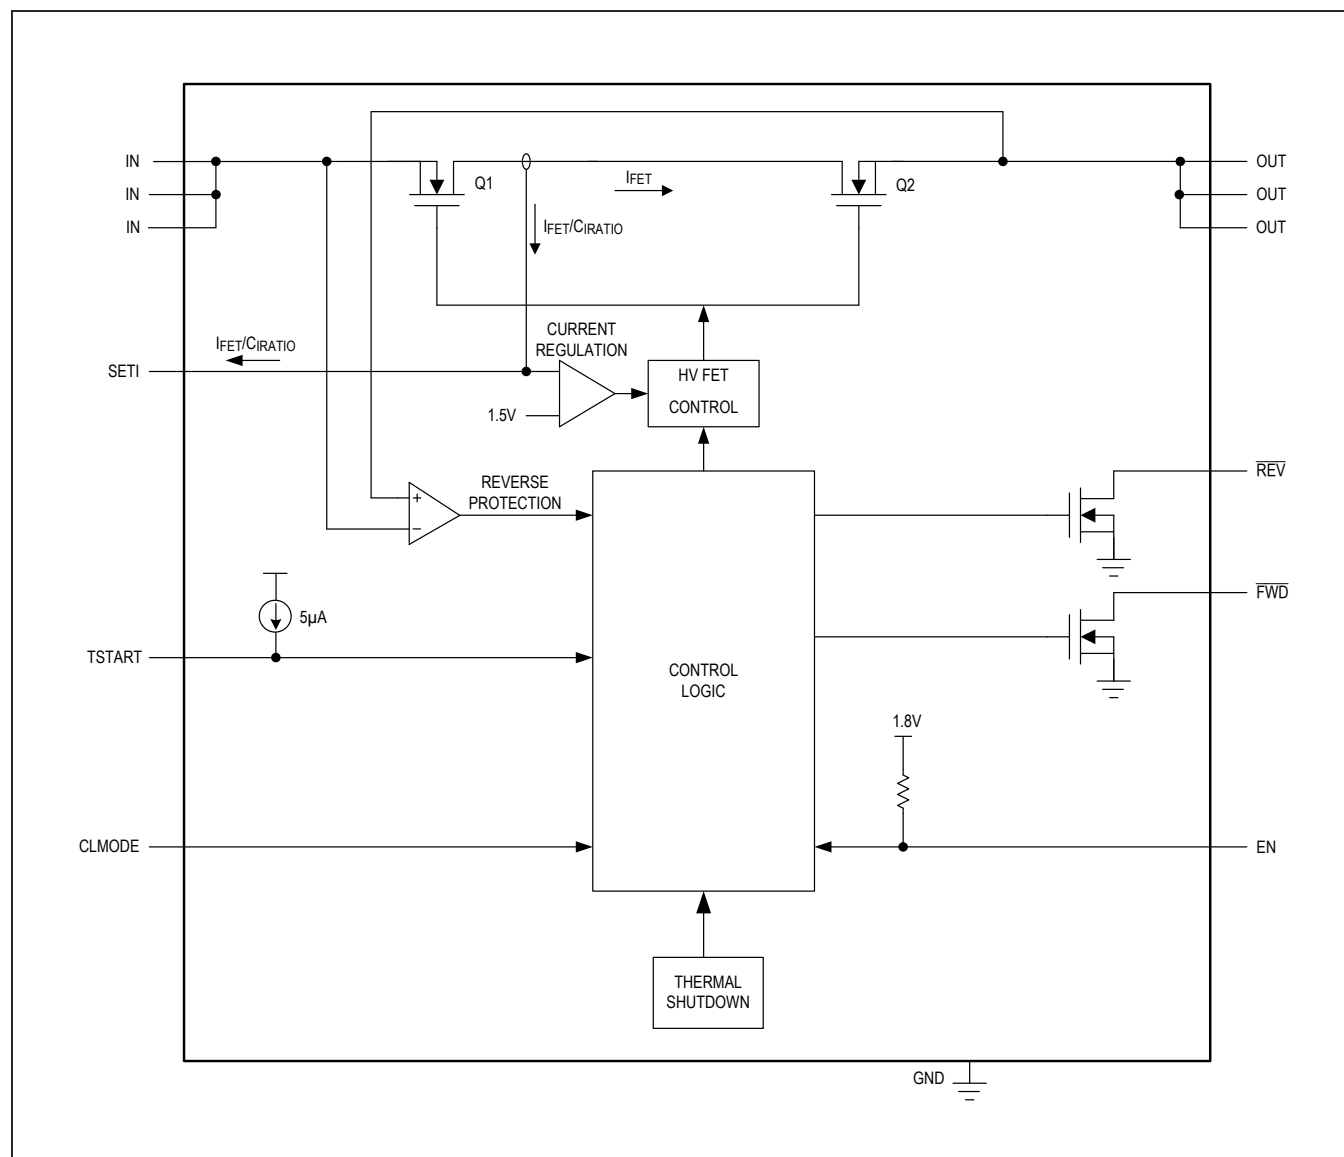 IN
OUT
IFET
Q1
Q2
IN
OUT
IN
IFET/CIRATIO
OUT
CURRENT
REGULATION
IFET/CIRATIO
SETI
HV FET
CONTROL
1.5V
REV
+
REVERSE
PROTECTION
−
FWD
5µA
TSTART
CONTROL
LOGIC
1.8V
CLMODE
EN
THERMAL
SHUTDOWN
GND